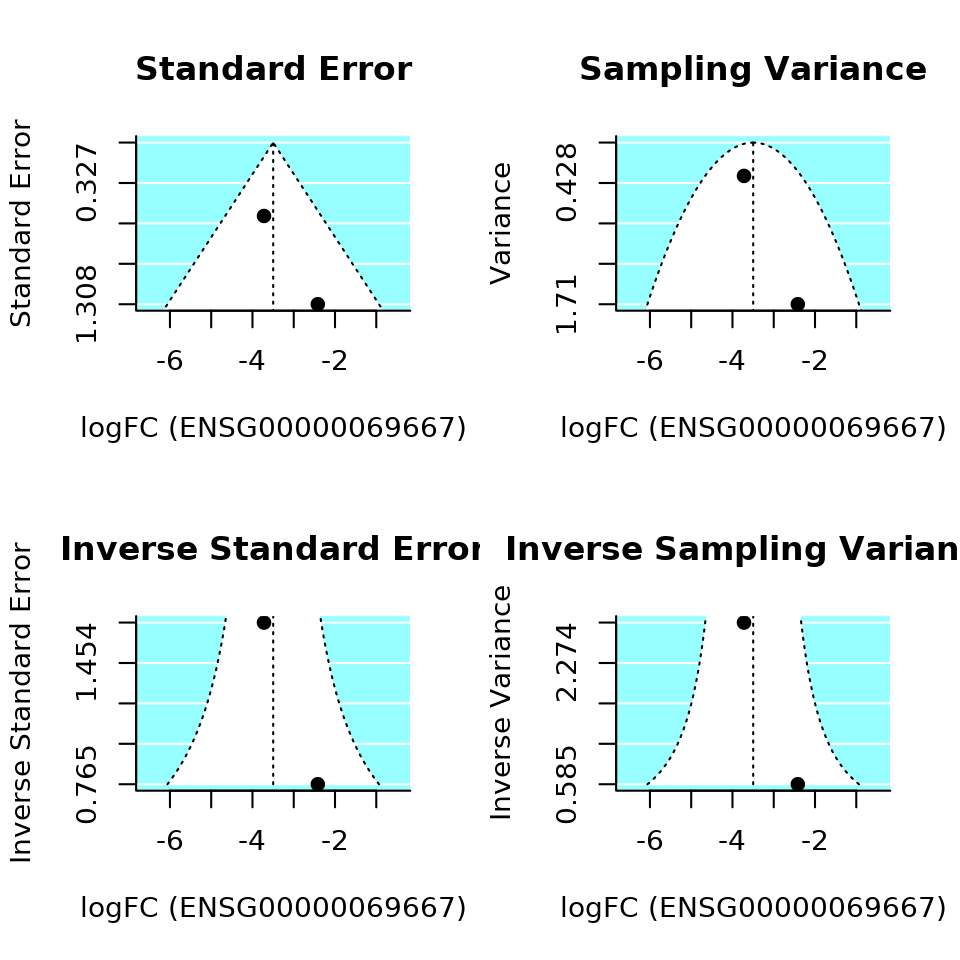 Standard Error
Standard Error
0.327
1.308
-6 -4 -2
logFC (ENSG00000069667)
Sampling Variance
Variance
0.428
1.71
-6 -4 -2
logFC (ENSG00000069667)
Inverse Standard Error
Inverse Standard Error
1.454
0.765
-6 -4 -2
logFC (ENSG00000069667)
Inverse Sampling Varian
Inverse Variance
2.274
0.585
-6 -4 -2
logFC (ENSG00000069667)